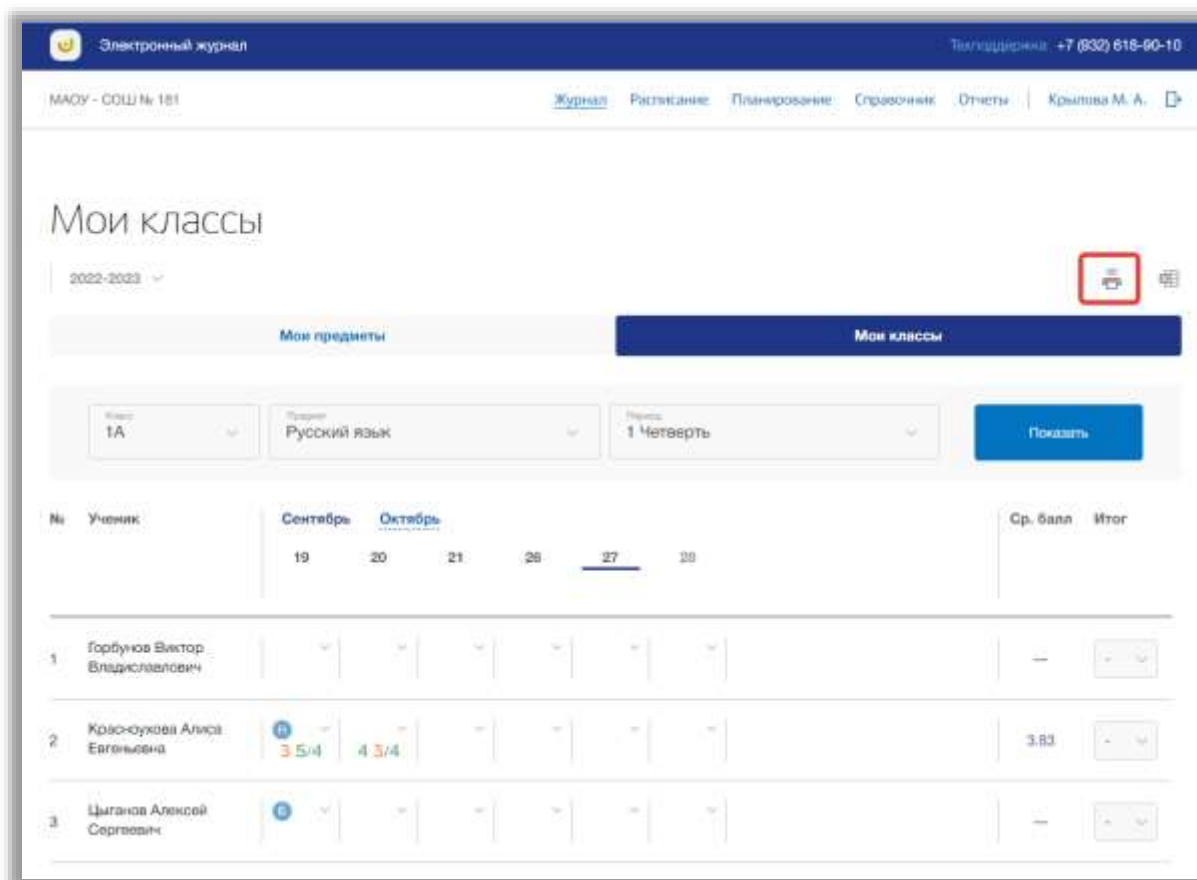 Электронный журнал
Техподдержка: +7 (932) 618-90-10
МАОУ - СОШ № 181
Журнал Расписание Планирование Справочник Отчеты Крылова М. А.
Мои классы
2022-2023
Мои предметы Мои классы
Класс Предмет Период
1А Русский язык 1 Четверть Показать
№ Ученик Сентябрь Октябрь Ср. балл Итог
19 20 21 26 27 28
1 Горбунов Виктор
Владиславлович — -
2 Красноухова Алиса
Евгеньевна 3 5/4 4 3/4 3.83 -
3 Цыганов Алексей
Сергеевич — -